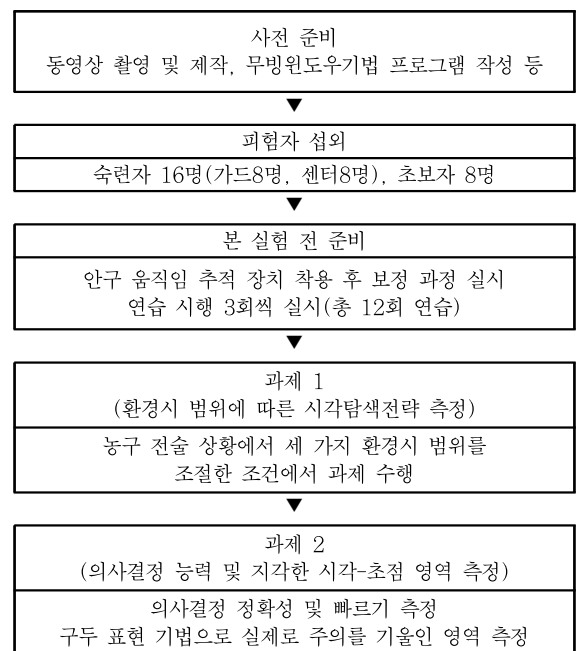 사전 준비
동영상 촬영 및 제작, 무빙윈도우기법 프로그램 작성 등
▼
피험자 섭외
숙련자 16명(가드8명, 센터8명), 초보자 8명
▼
본 실험 전 준비
안구 움직임 추적 장치 착용 후 보정 과정 실시
연습 시행 3회씩 실시(총 12회 연습)
▼
과제 1
(환경시 범위에 따른 시각탐색전략 측정)
농구 전술 상황에서 세 가지 환경시 범위를
조절한 조건에서 과제 수행
▼
과제 2
(의사결정 능력 및 지각한 시각-초점 영역 측정)
의사결정 정확성 및 빠르기 측정
구두 표현 기법으로 실제로 주의를 기울인 영역 측정